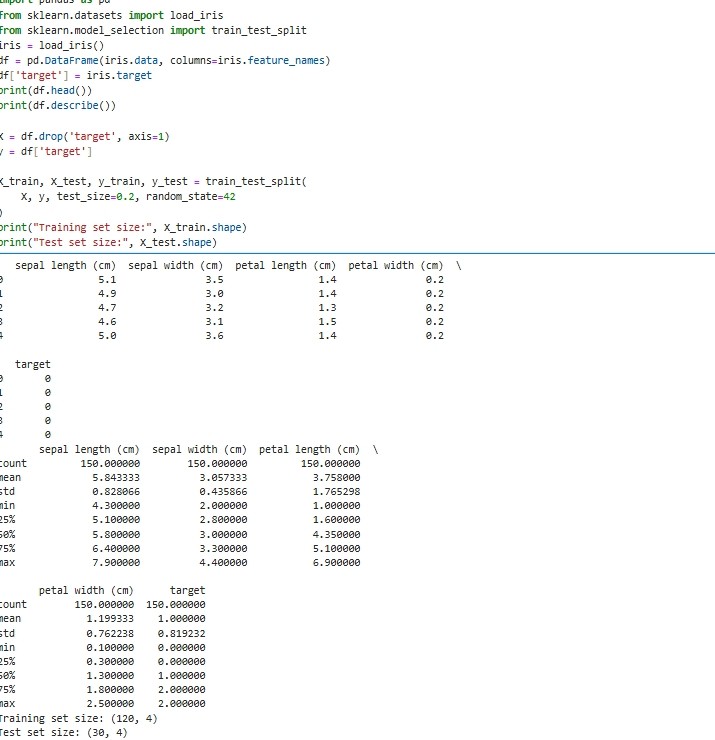 import pandas as pd
from sklearn.datasets import load_iris
from sklearn.model_selection import train_test_split
iris = load_iris()
df = pd.DataFrame(iris.data, columns=iris.feature_names)
df['target'] = iris.target
print(df.head())
print(df.describe())
X = df.drop('target', axis=1)
y = df['target']
X_train, X_test, y_train, y_test = train_test_split(
    X, y, test_size=0.2, random_state=42
)
print("Training set size:", X_train.shape)
print("Test set size:", X_test.shape)
   sepal length (cm)  sepal width (cm)  petal length (cm)  petal width (cm)  \
0                5.1               3.5                1.4               0.2
1                4.9               3.0                1.4               0.2
2                4.7               3.2                1.3               0.2
3                4.6               3.1                1.5               0.2
4                5.0               3.6                1.4               0.2
   target
0       0
1       0
2       0
3       0
4       0
       sepal length (cm)  sepal width (cm)  petal length (cm)  \
count         150.000000        150.000000         150.000000
mean            5.843333          3.057333           3.758000
std             0.828066          0.435866           1.765298
min             4.300000          2.000000           1.000000
25%             5.100000          2.800000           1.600000
50%             5.800000          3.000000           4.350000
75%             6.400000          3.300000           5.100000
max             7.900000          4.400000           6.900000
       petal width (cm)      target
count        150.000000  150.000000
mean           1.199333    1.000000
std            0.762238    0.819232
min            0.100000    0.000000
25%            0.300000    0.000000
50%            1.300000    1.000000
75%            1.800000    2.000000
max            2.500000    2.000000
Training set size: (120, 4)
Test set size: (30, 4)